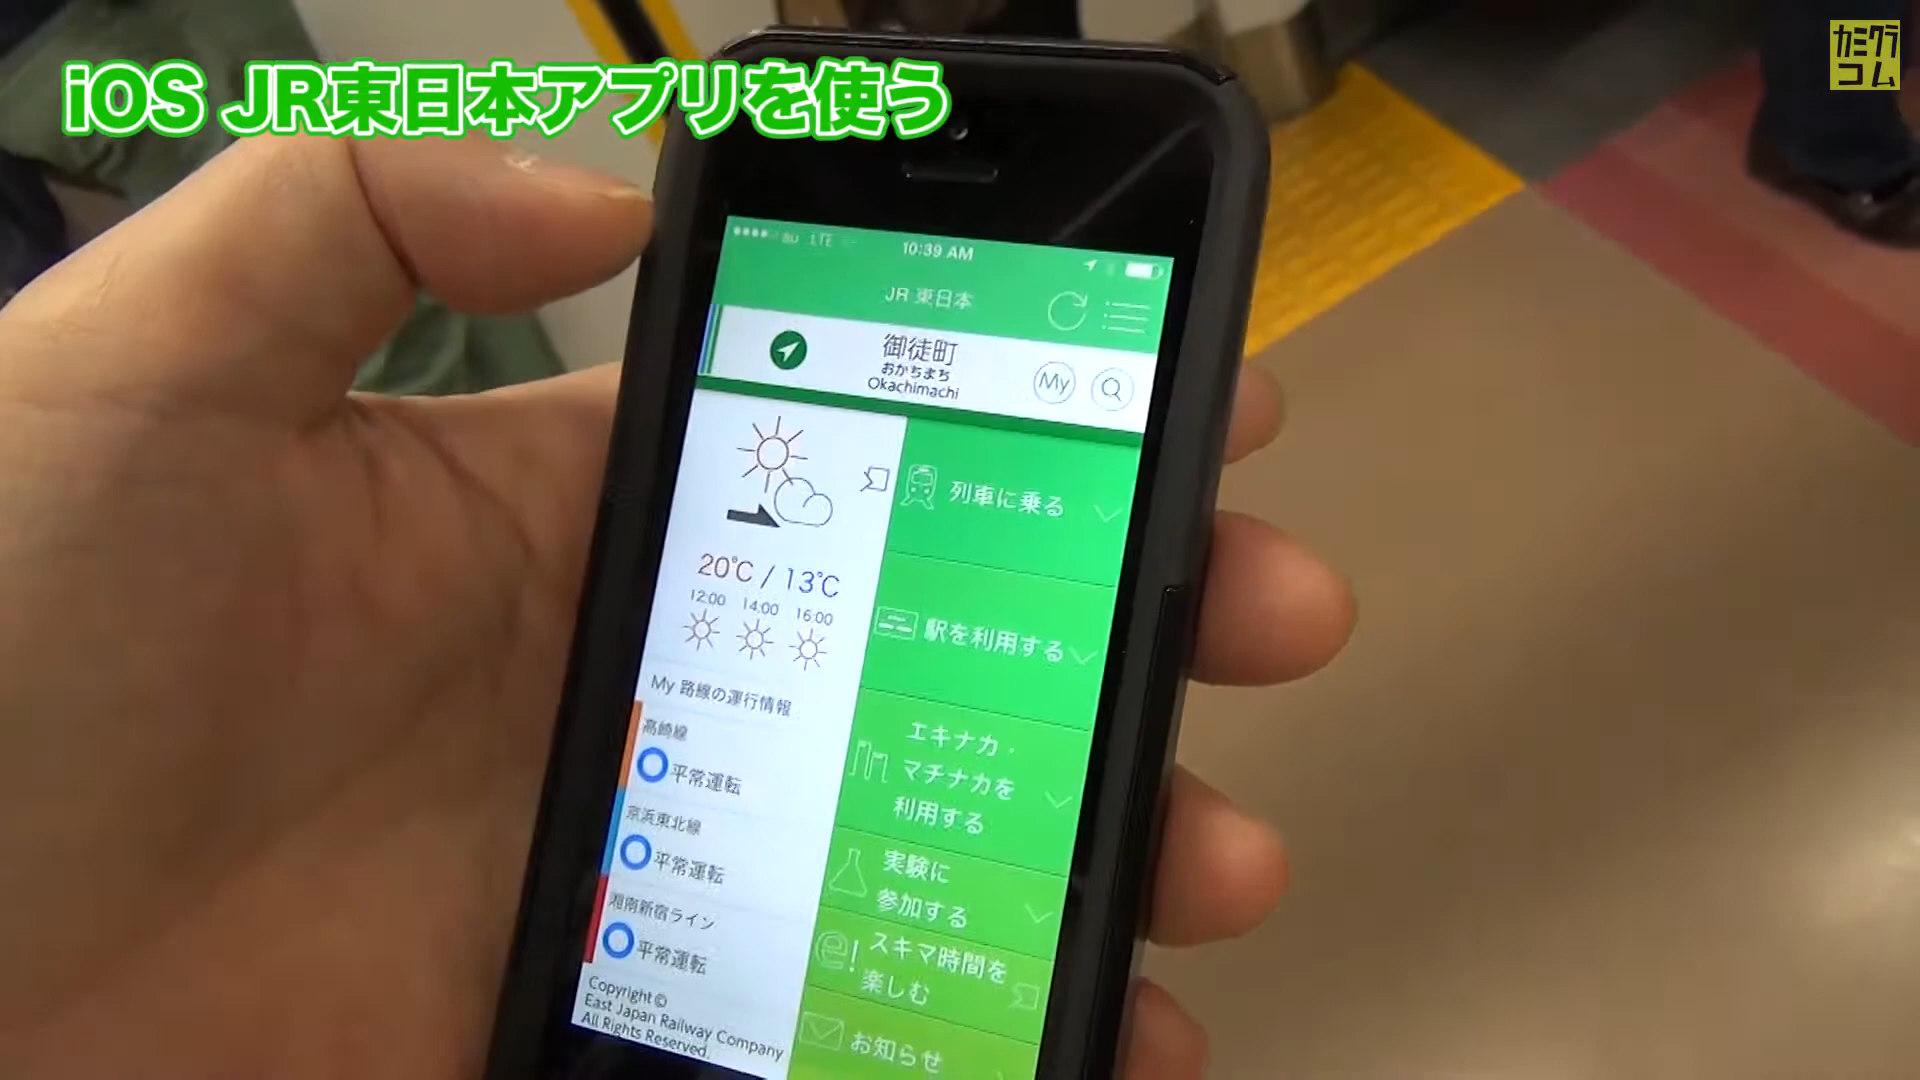 iOS JR東日本アプリを使う
カミグラ
コム
au LTE
10:39 AM
JR 東日本
御徒町
おかちまち
Okachimachi
My
列車に乗る
20℃ / 13℃
12:00 14:00 16:00
駅を利用する
My 路線の運行情報
高崎線
平常運転
京浜東北線
平常運転
湘南新宿ライン
平常運転
Copyright ©
East Japan Railway Company
All Rights Reserved.
エキナカ・
マチナカを
利用する
実験に
参加する
e!
スキマ時間を
楽しむ
お知らせ